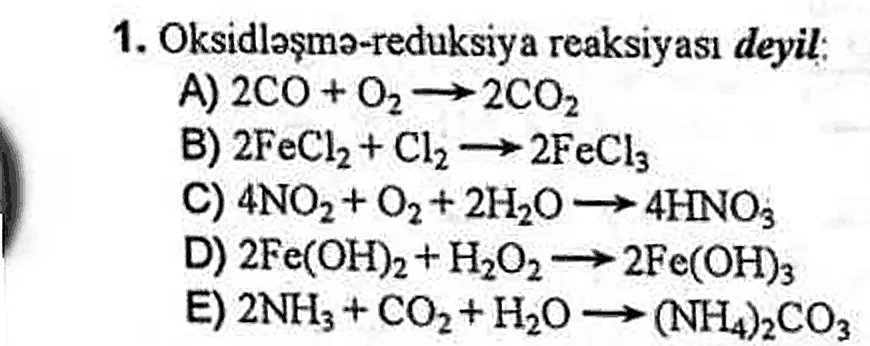 1. Oksidləşmə-reduksiya reaksiyası deyil:
A) 2CO + O₂ → 2CO₂
B) 2FeCl₂ + Cl₂ → 2FeCl₃
C) 4NO₂ + O₂ + 2H₂O → 4HNO₃
D) 2Fe(OH)₂ + H₂O₂ → 2Fe(OH)₃
E) 2NH₃ + CO₂ + H₂O → (NH₄)₂CO₃